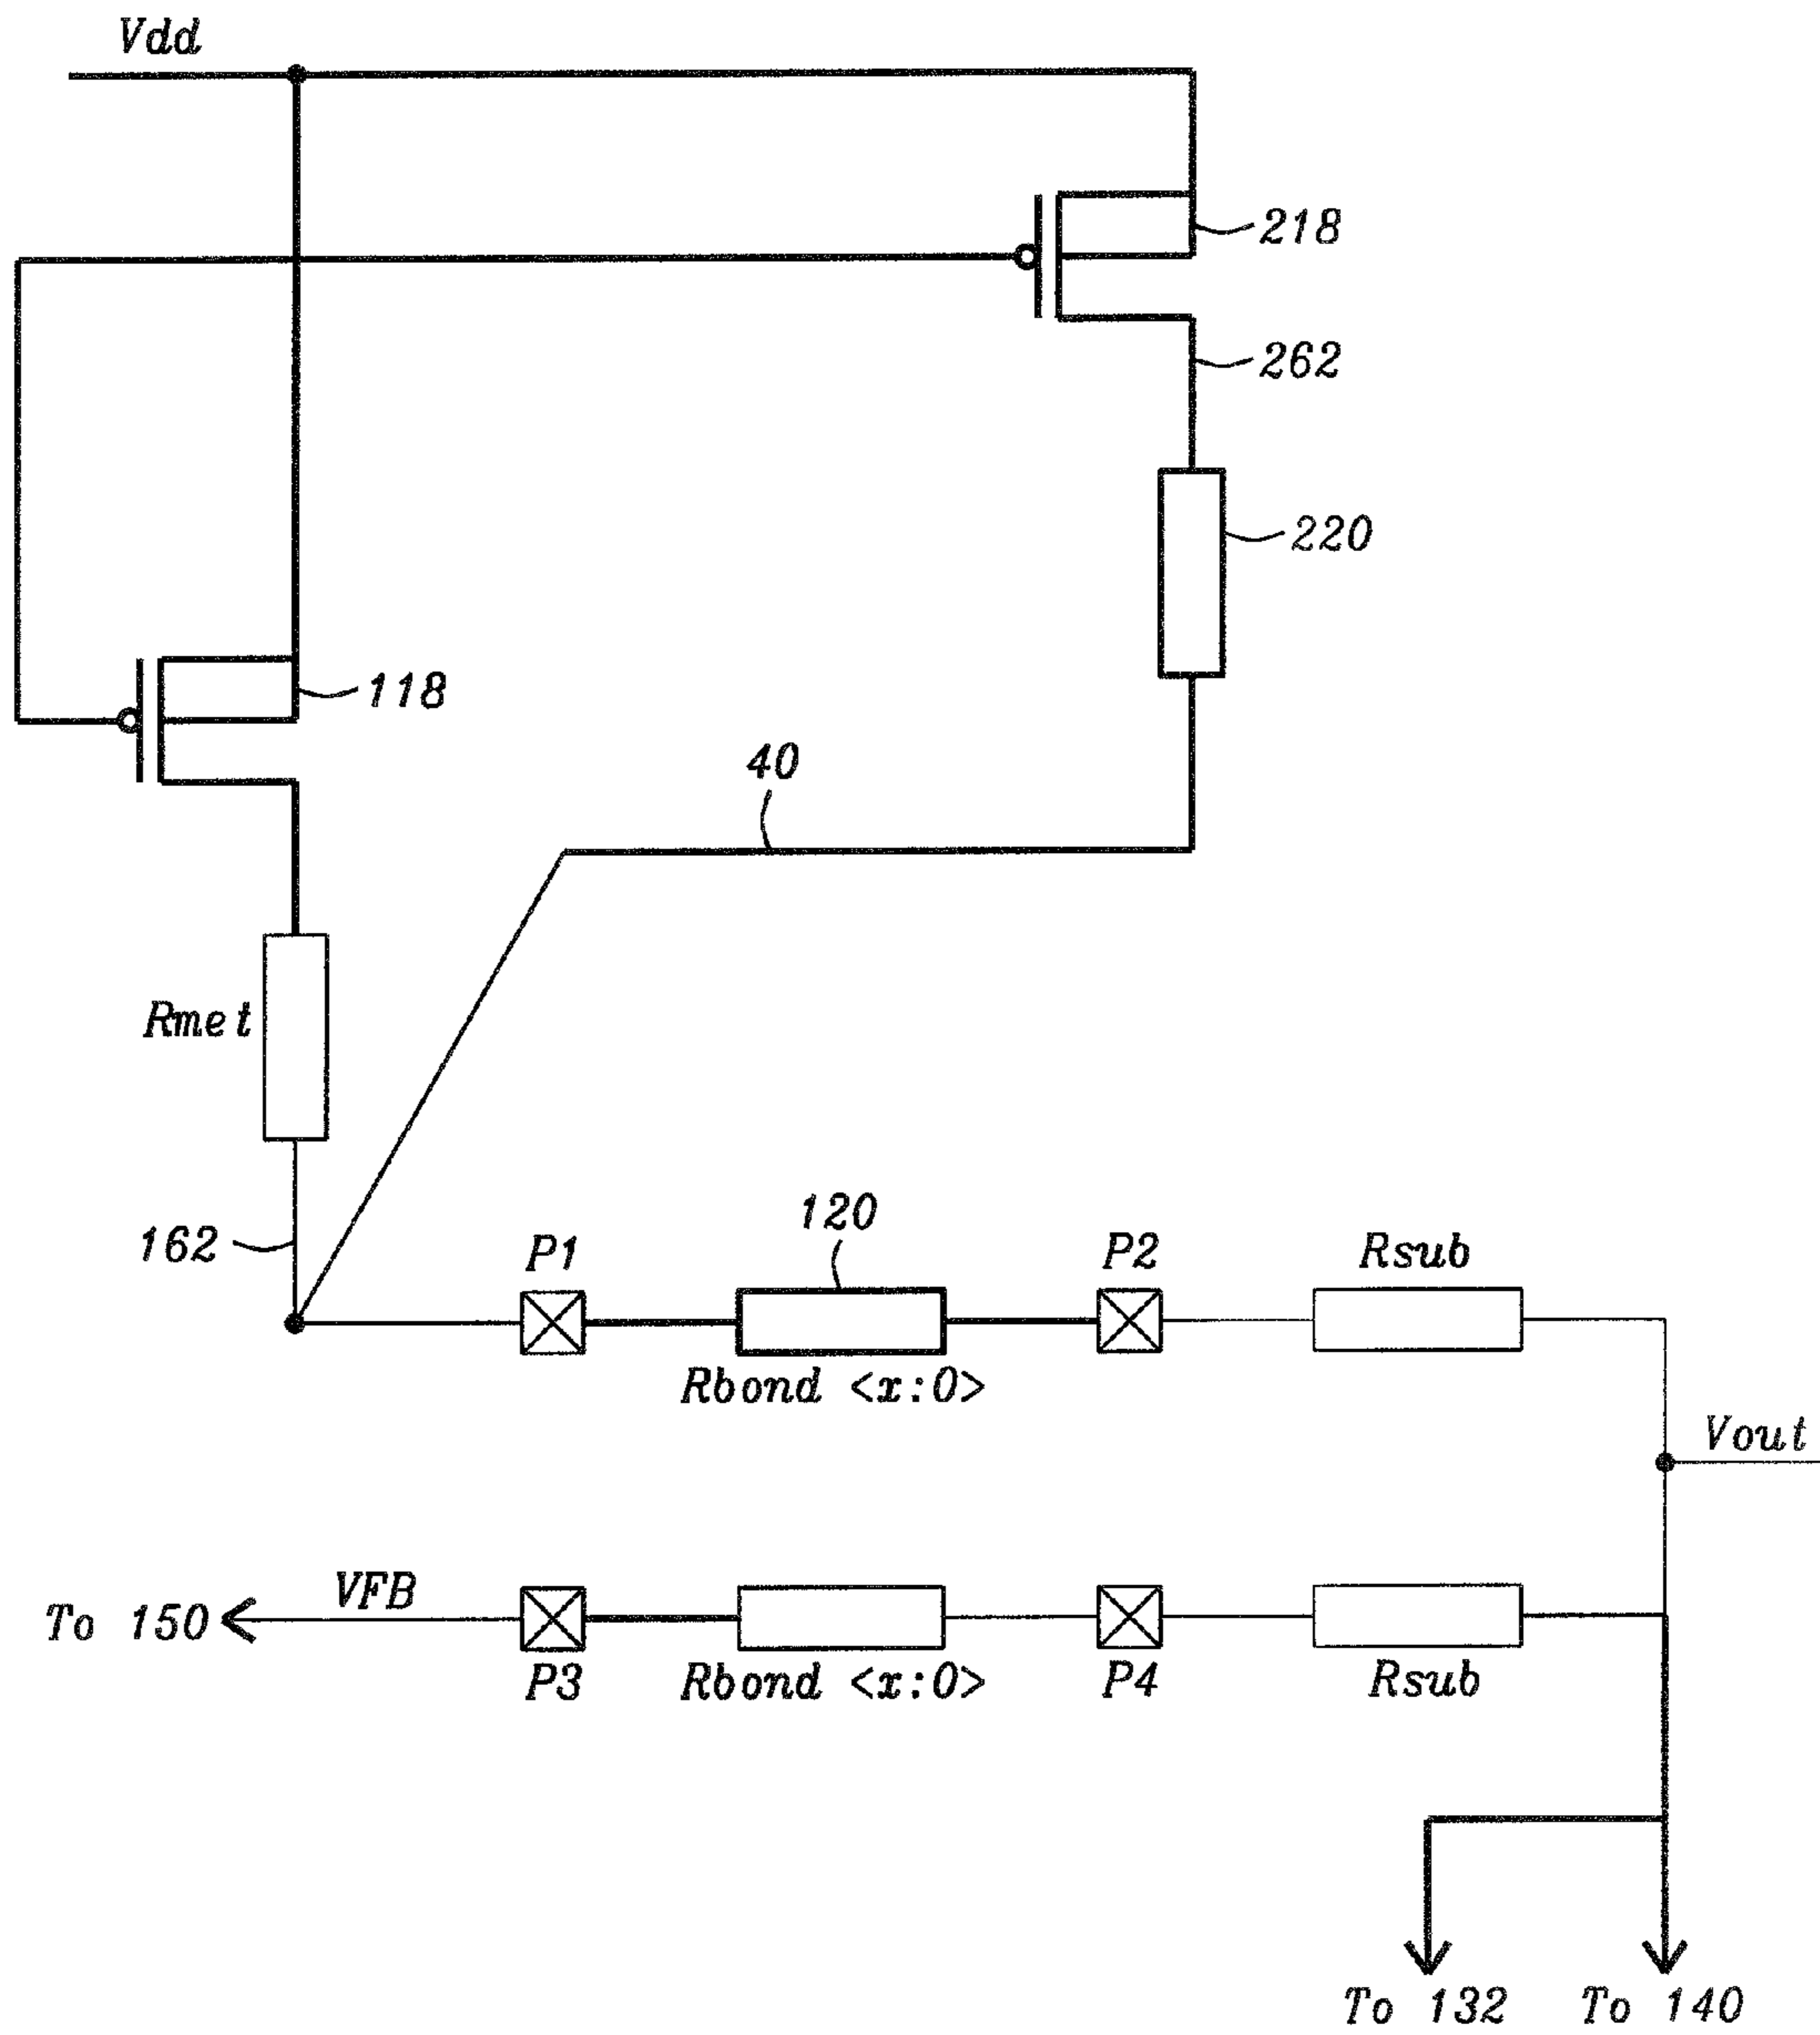 Vdd
218
262
220
118
40
Rmet
162
P1
120
P2
Rsub
Rbond <x:0>
Vout
To 150
VFB
P3
Rbond <x:0>
P4
Rsub
To 132
To 140